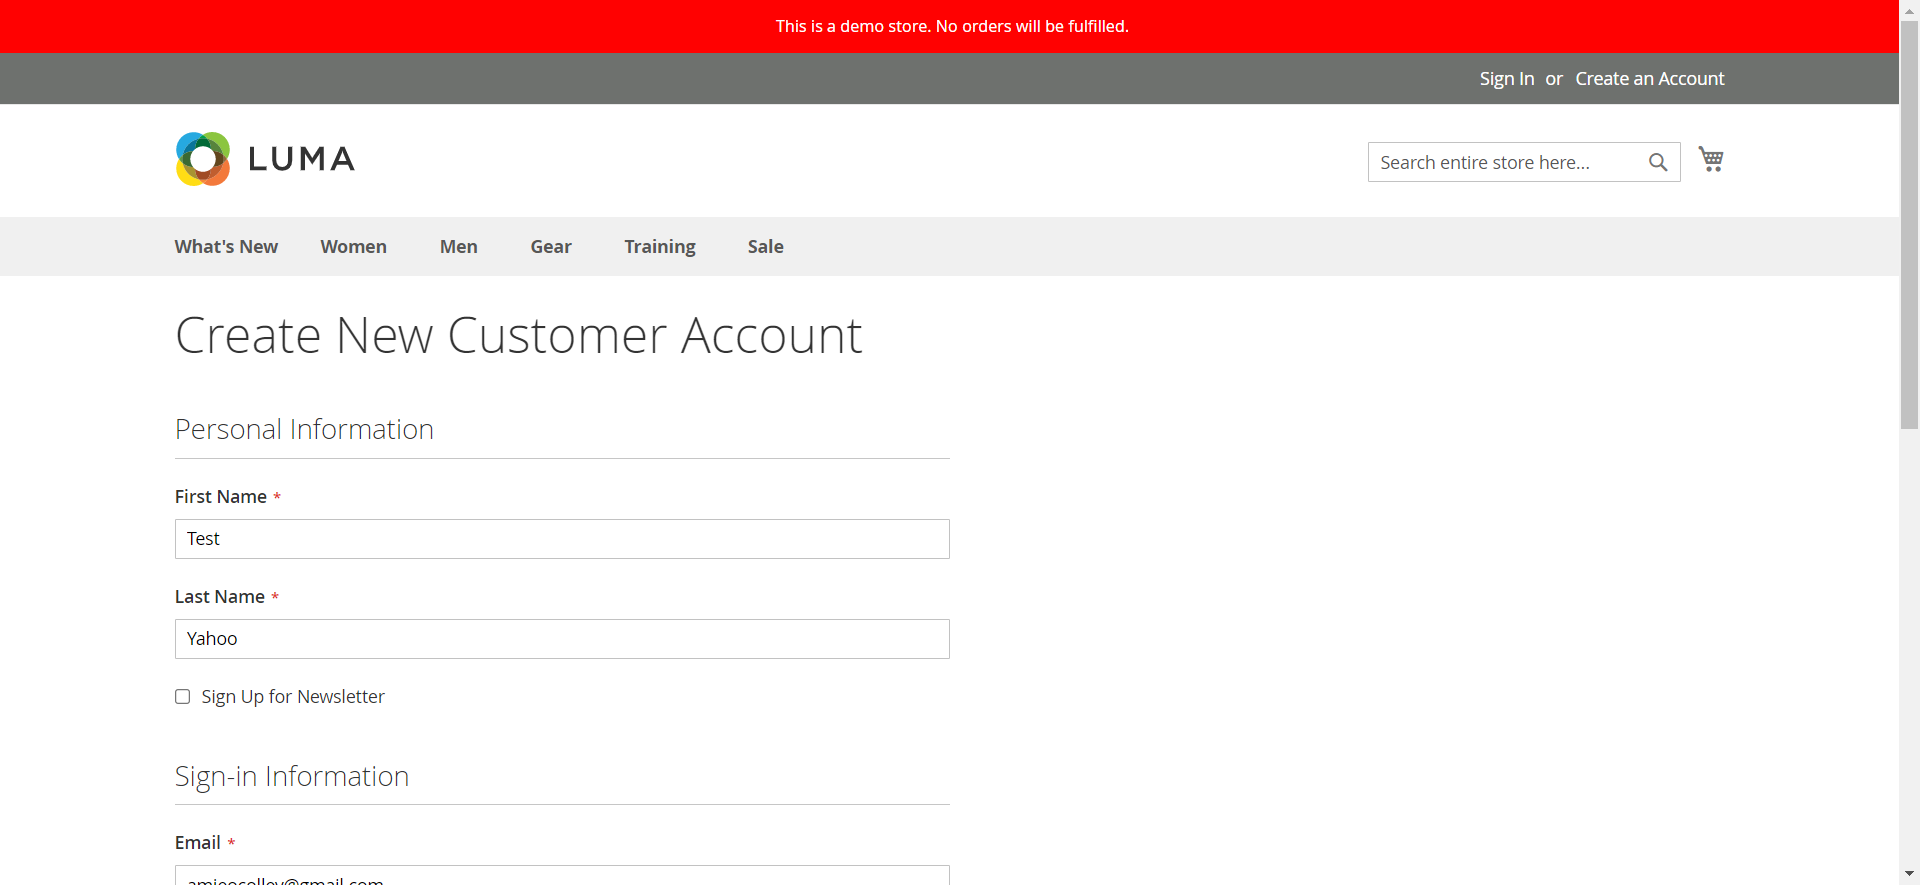 This is a demo store. No orders will be fulfilled.
Sign In or Create an Account
LUMA
Search entire store here...
What's New Women Men Gear Training Sale
Create New Customer Account
Personal Information
First Name *
Test
Last Name *
Yahoo
Sign Up for Newsletter
Sign-in Information
Email *